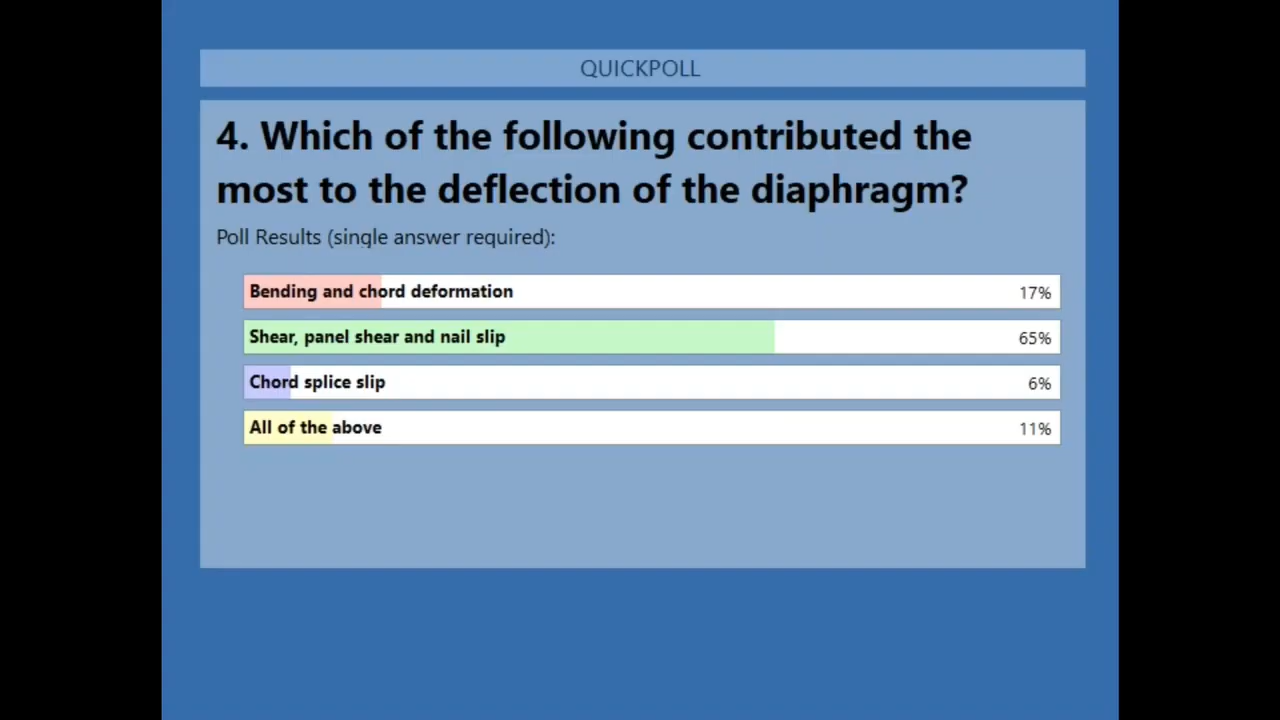 QUICKPOLL
4. Which of the following contributed the
most to the deflection of the diaphragm?
Poll Results (single answer required):
Bending and chord deformation 17%
Shear, panel shear and nail slip 65%
Chord splice slip 6%
All of the above 11%